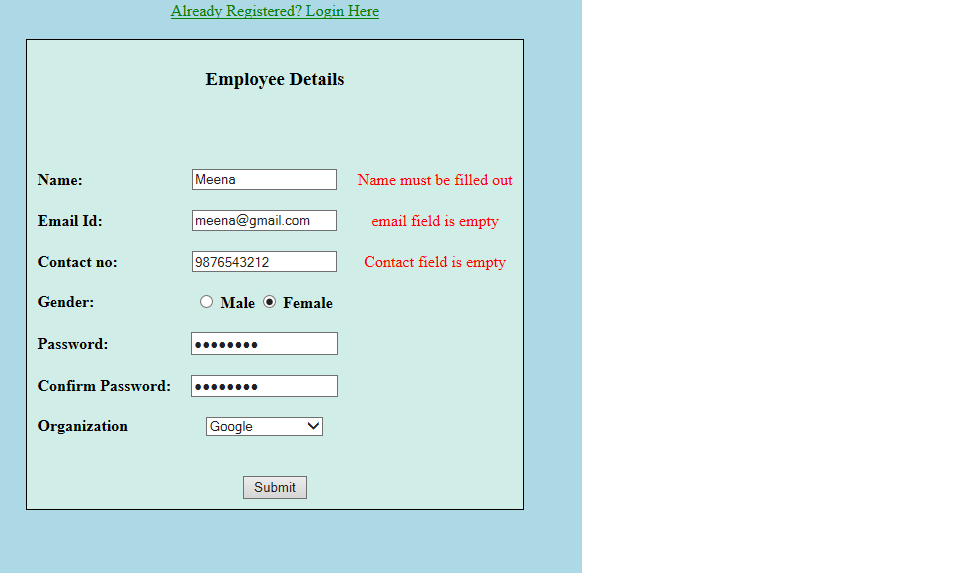 Already Registered? Login Here
Employee Details
Name: Meena Name must be filled out
Email Id: meena@gmail.com email field is empty
Contact no: 9876543212 Contact field is empty
Gender: Male Female
Password: ●●●●●●●●
Confirm Password: ●●●●●●●●
Organization Google
Submit